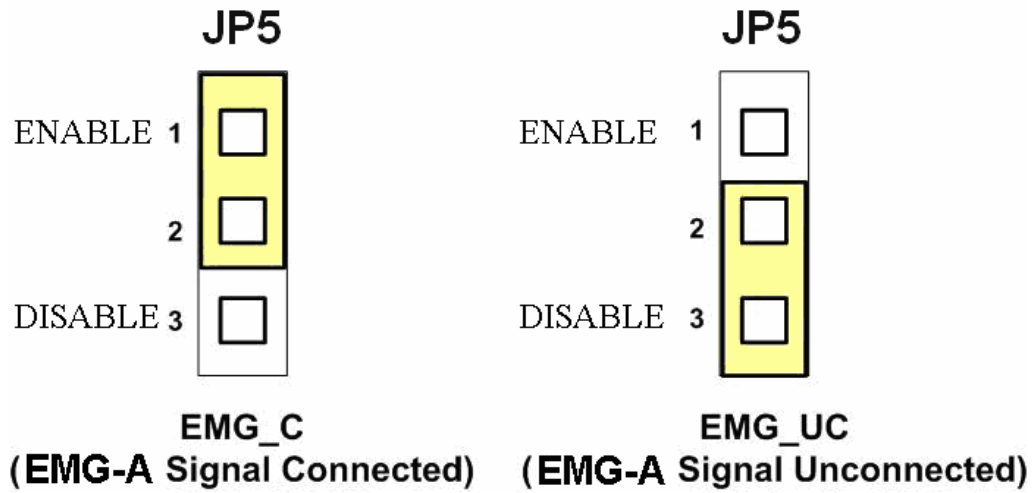 JP5
ENABLE 1
2
DISABLE 3
EMG_C
(EMG-A Signal Connected)
JP5
ENABLE 1
2
DISABLE 3
EMG_UC
(EMG-A Signal Unconnected)